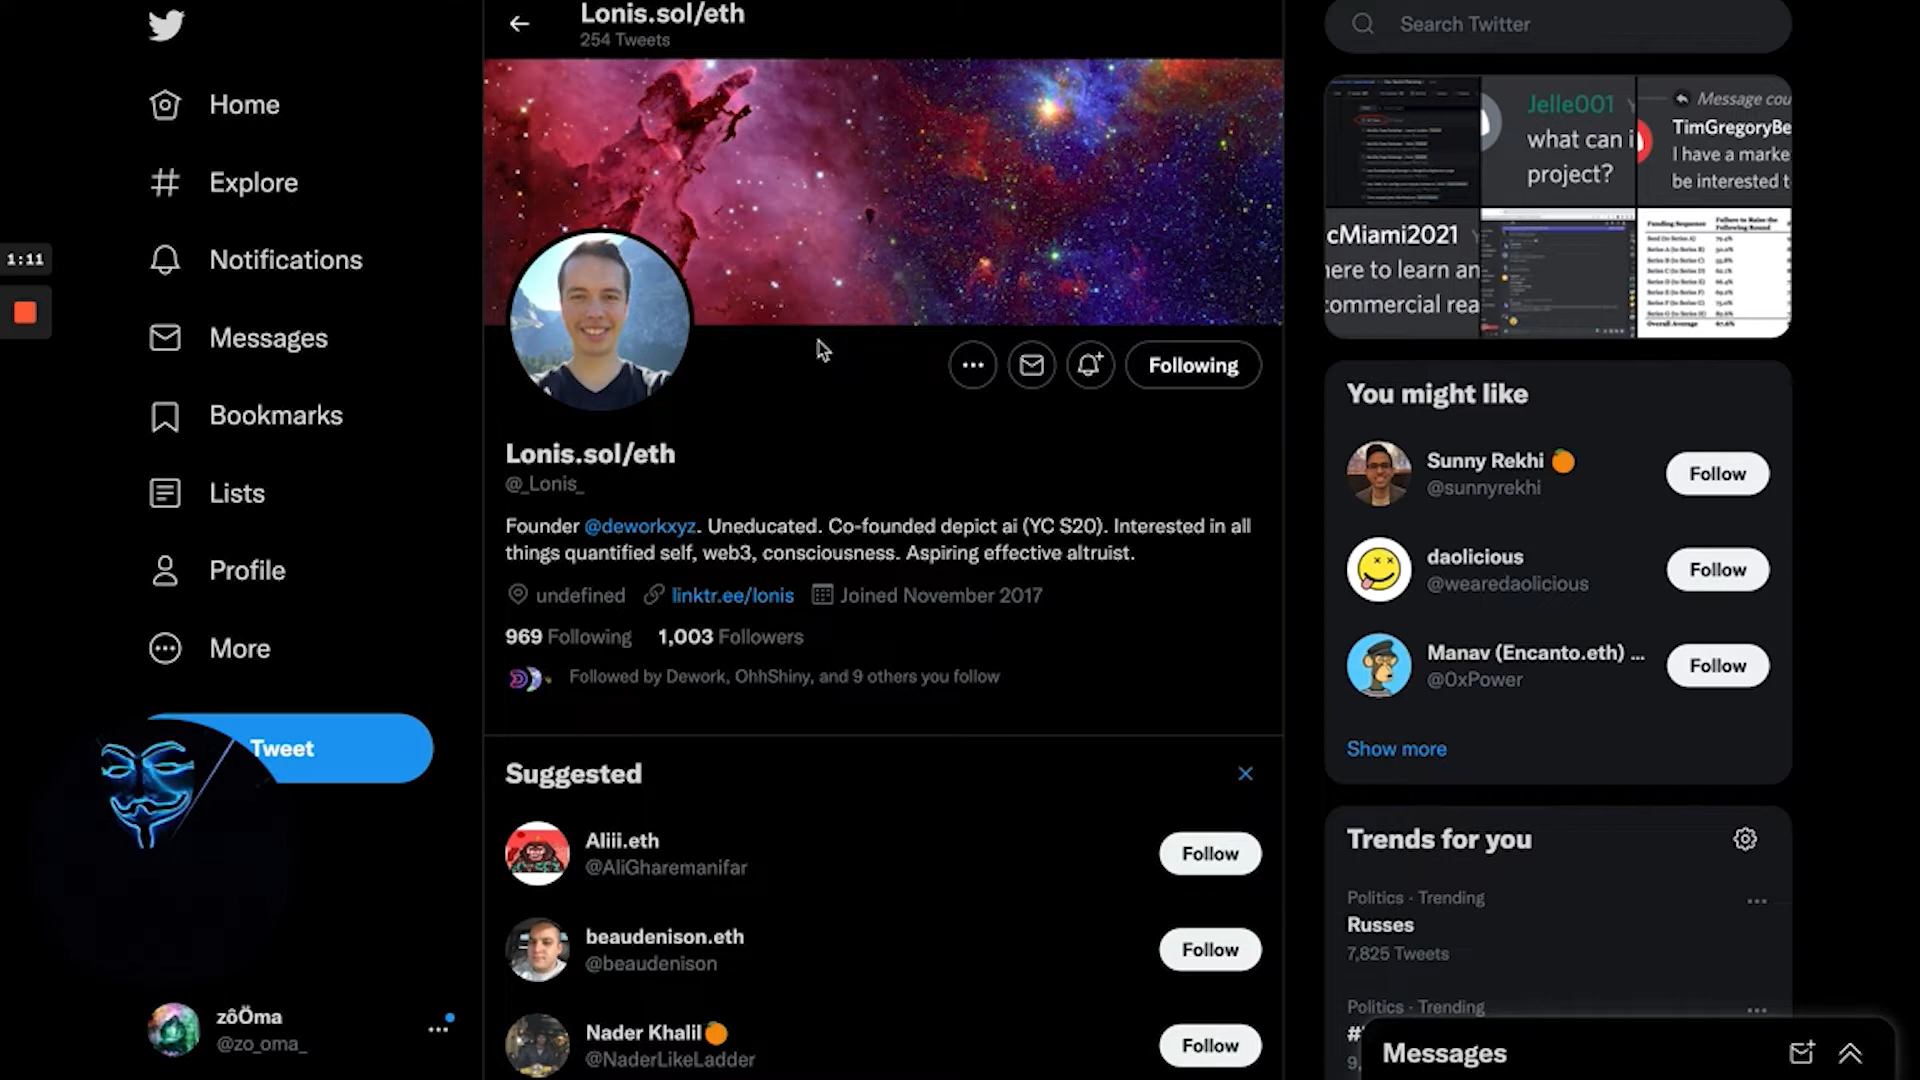 Home
Explore
Notifications
1:11
Messages
Bookmarks
Lists
Profile
More
Tweet
zôÖma
@zo_oma_
Lonis.sol/eth
254 Tweets
Following
Lonis.sol/eth
@_Lonis_
Founder @deworkxyz. Uneducated. Co-founded depict ai (YC S20). Interested in all
things quantified self, web3, consciousness. Aspiring effective altruist.
undefined linktr.ee/lonis Joined November 2017
969 Following 1,003 Followers
Followed by Dework, OhhShiny, and 9 others you follow
Suggested
Aliii.eth
@AliGharemanifar
Follow
beaudenison.eth
@beaudenison
Follow
Nader Khalil
@NaderLikeLadder
Follow
Search Twitter
Jelle001
what can i
project?
Message cou
TimGregoryBe
I have a marke
be interested t
cMiami2021
here to learn an
commercial rea
Overall Average
You might like
Sunny Rekhi
@sunnyrekhi
Follow
daolicious
@wearedaolicious
Follow
Manav (Encanto.eth) ...
@0xPower
Follow
Show more
Trends for you
Politics · Trending
Russes
7,825 Tweets
Politics · Trending
#
9,
Messages